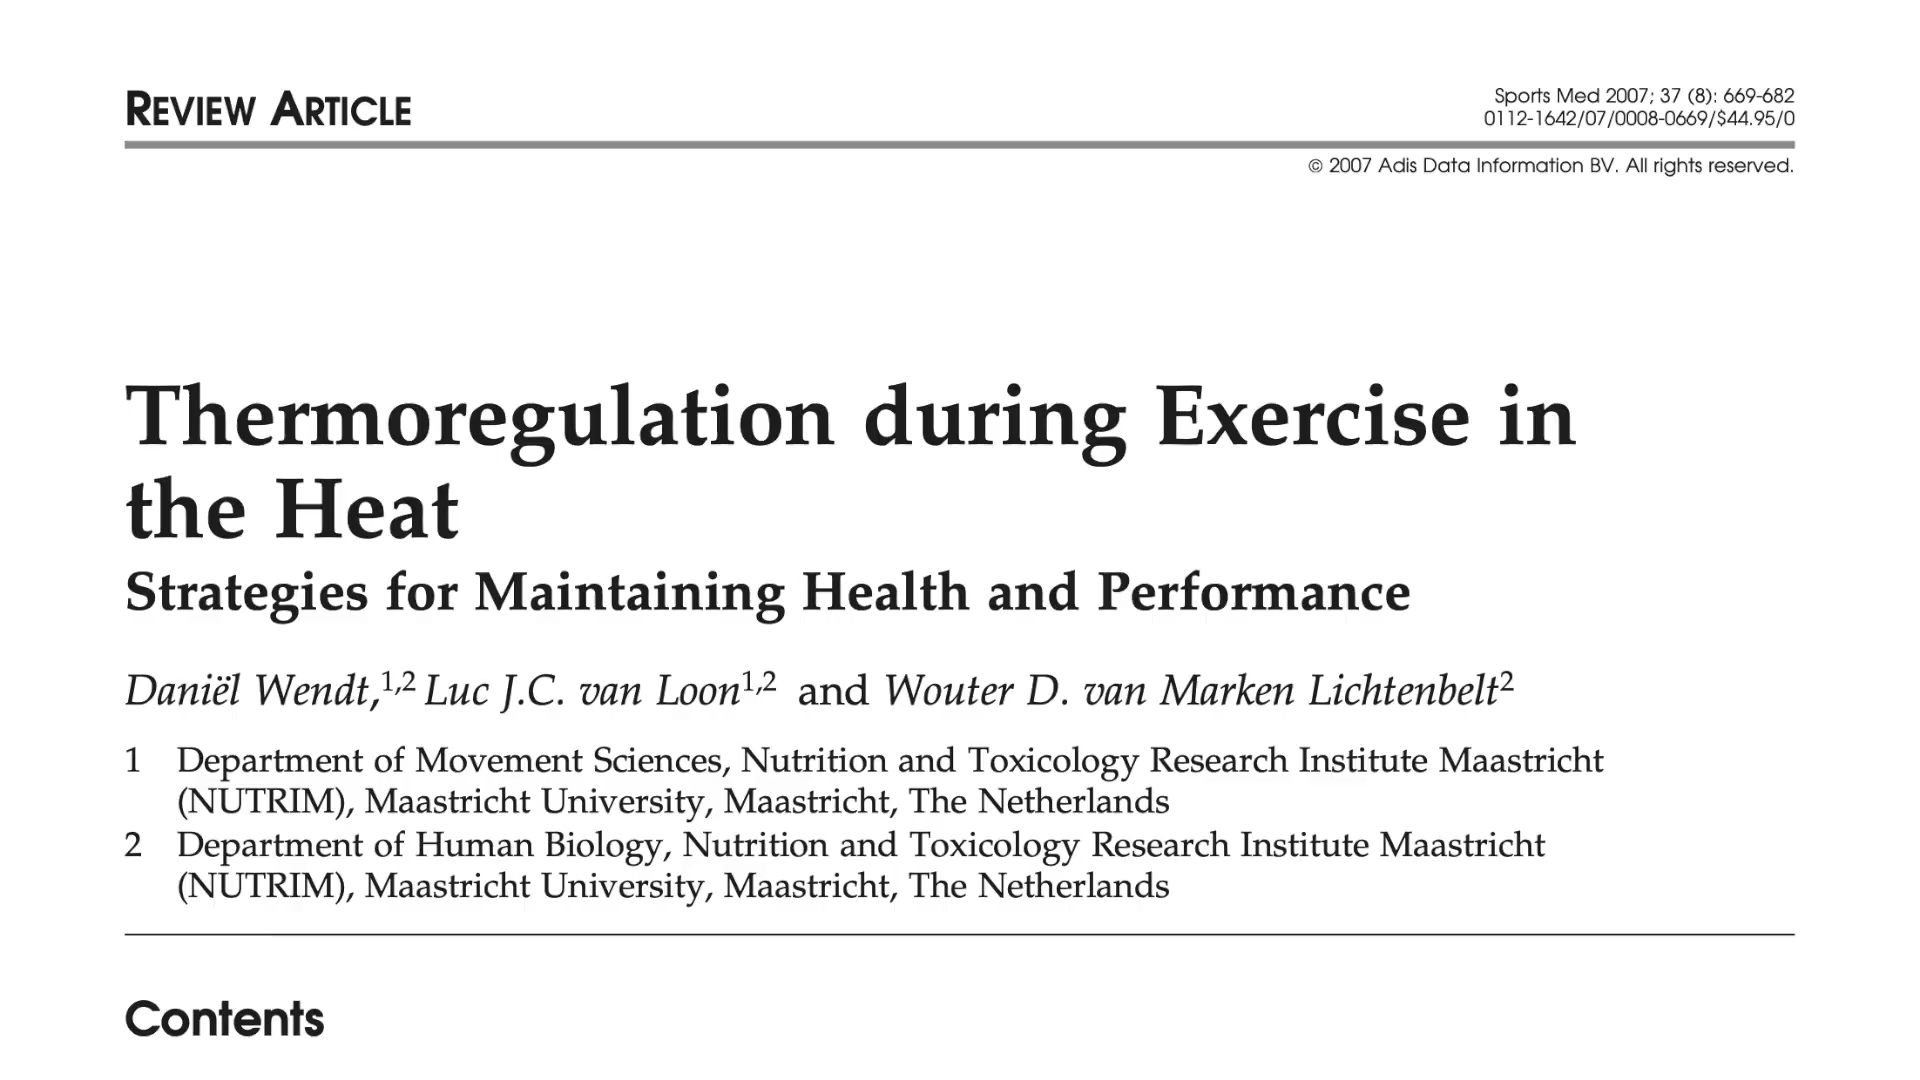 REVIEW ARTICLE
Sports Med 2007; 37 (8): 669-682
0112-1642/07/0008-0669/$44.95/0
© 2007 Adis Data Information BV. All rights reserved.
Thermoregulation during Exercise in
the Heat
Strategies for Maintaining Health and Performance
Daniël Wendt,1,2 Luc J.C. van Loon1,2 and Wouter D. van Marken Lichtenbelt2
1 Department of Movement Sciences, Nutrition and Toxicology Research Institute Maastricht
(NUTRIM), Maastricht University, Maastricht, The Netherlands
2 Department of Human Biology, Nutrition and Toxicology Research Institute Maastricht
(NUTRIM), Maastricht University, Maastricht, The Netherlands
Contents